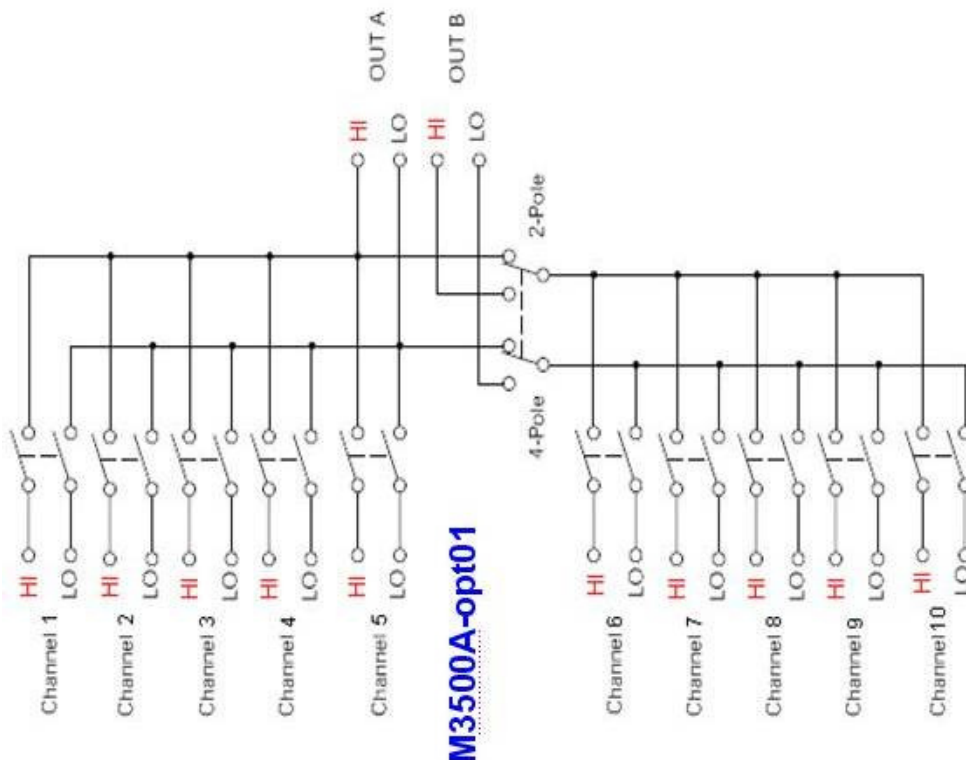 OUT A
OUT B
HI
LO
HI
LO
2-Pole
4-Pole
HI
LO
Channel 1
HI
LO
Channel 2
HI
LO
Channel 3
HI
LO
Channel 4
HI
LO
Channel 5
M3500A-opt01
HI
LO
Channel 6
HI
LO
Channel 7
HI
LO
Channel 8
HI
LO
Channel 9
HI
LO
Channel 10